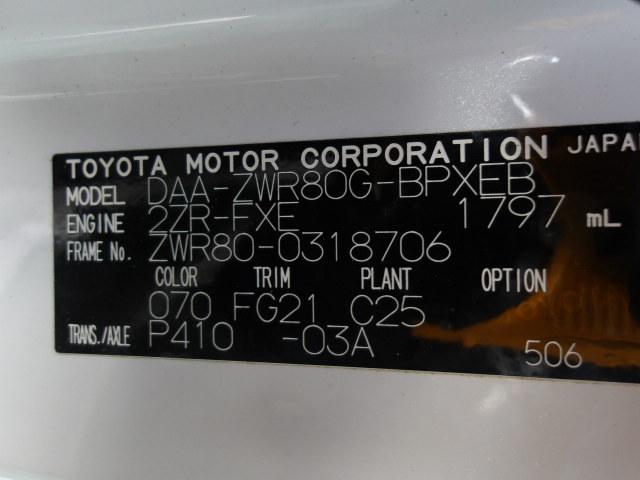 TOYOTA MOTOR CORPORATION JAPAN
MODEL DAA-ZWR80G-BPXEB
ENGINE 2ZR-FXE 1797 mL
FRAME No. ZWR80-0318706
COLOR TRIM PLANT OPTION
070 FG21 C25
TRANS./AXLE P410 -03A
506